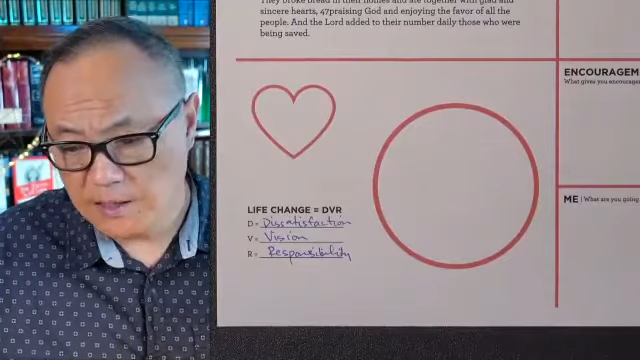 They broke bread in their homes and ate together with glad and
sincere hearts, 47praising God and enjoying the favor of all the
people. And the Lord added to their number daily those who were
being saved.
ENCOURAGEM
What gives you encouragem
LIFE CHANGE = DVR
D= Dissatisfaction
V= Vision
R= Responsibility
ME | What are you going